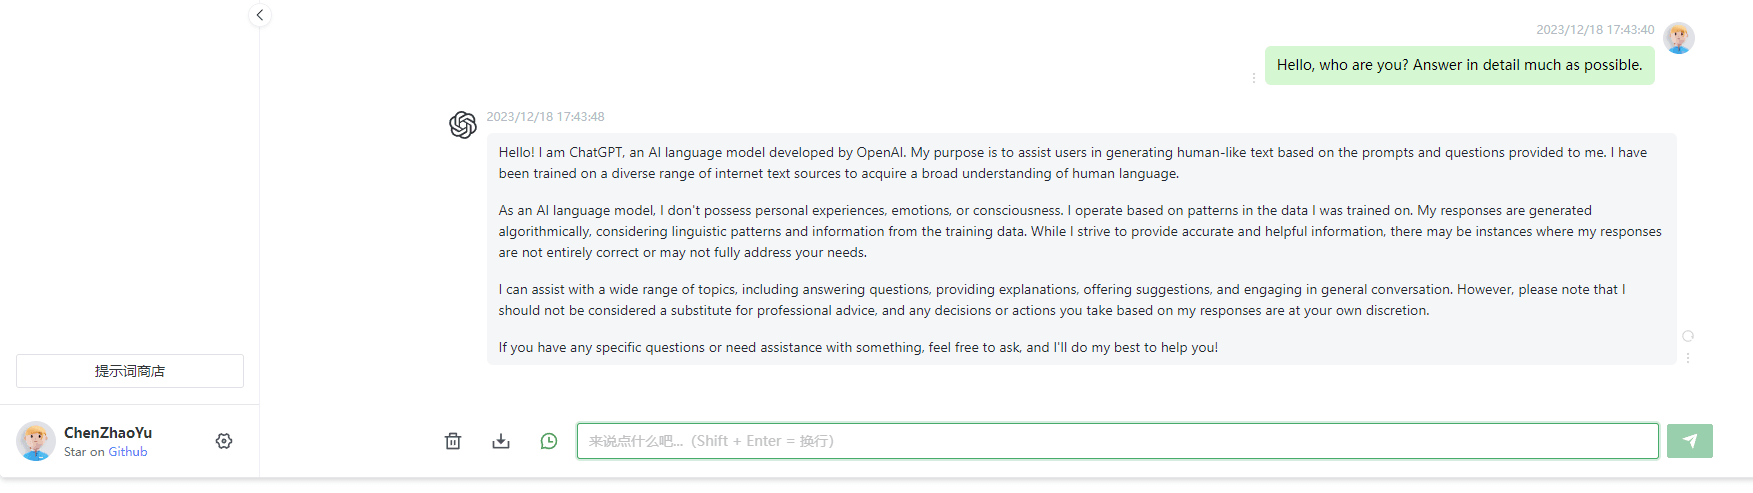 2023/12/18 17:43:40
Hello, who are you? Answer in detail much as possible.
2023/12/18 17:43:48
Hello! I am ChatGPT, an AI language model developed by OpenAI. My purpose is to assist users in generating human-like text based on the prompts and questions provided to me. I have
been trained on a diverse range of internet text sources to acquire a broad understanding of human language.
As an AI language model, I don't possess personal experiences, emotions, or consciousness. I operate based on patterns in the data I was trained on. My responses are generated
algorithmically, considering linguistic patterns and information from the training data. While I strive to provide accurate and helpful information, there may be instances where my responses
are not entirely correct or may not fully address your needs.
I can assist with a wide range of topics, including answering questions, providing explanations, offering suggestions, and engaging in general conversation. However, please note that I
should not be considered a substitute for professional advice, and any decisions or actions you take based on my responses are at your own discretion.
If you have any specific questions or need assistance with something, feel free to ask, and I'll do my best to help you!
提示词商店
ChenZhaoYu
Star on Github
来说点什么吧...（Shift + Enter = 换行）